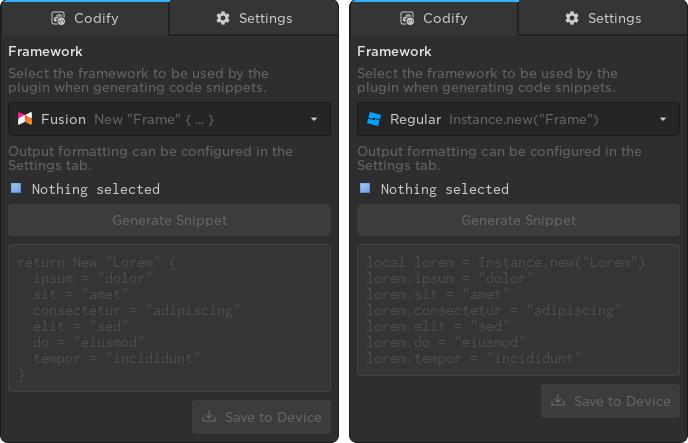 Codify
Settings
Framework
Select the framework to be used by the
plugin when generating code snippets.
Fusion New "Frame" { ... }
Output formatting can be configured in the
Settings tab.
Nothing selected
Generate Snippet
return New "Lorem" {
  ipsum = "dolor"
  sit = "amet"
  consectetur = "adipiscing"
  elit = "sed"
  do = "eiusmod"
  tempor = "incididunt"
}
Save to Device
Codify
Settings
Framework
Select the framework to be used by the
plugin when generating code snippets.
Regular Instance.new("Frame")
Output formatting can be configured in the
Settings tab.
Nothing selected
Generate Snippet
local lorem = Instance.new("Lorem")
lorem.ipsum = "dolor"
lorem.sit = "amet"
lorem.consectetur = "adipiscing"
lorem.elit = "sed"
lorem.do = "eiusmod"
lorem.tempor = "incididunt"
Save to Device